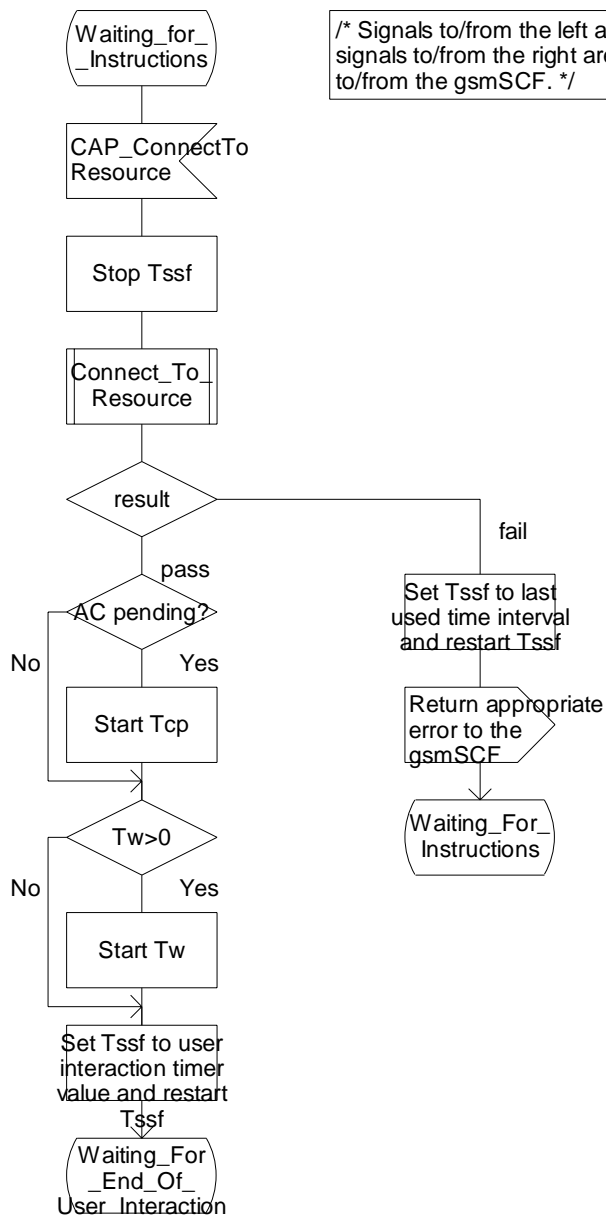 Waiting_for_
_Instructions
/* Signals to/from the left a
signals to/from the right are
to/from the gsmSCF. */
CAP_ConnectTo
Resource
Stop Tssf
Connect_To_
Resource
result
fail
pass
AC pending?
No
Yes
Start Tcp
Set Tssf to last
used time interval
and restart Tssf
Return appropriate
error to the
gsmSCF
Waiting_For_
Instructions
Tw>0
No
Yes
Start Tw
Set Tssf to user
interaction timer
value and restart
Tssf
Waiting_For
_End_Of_
User_Interaction